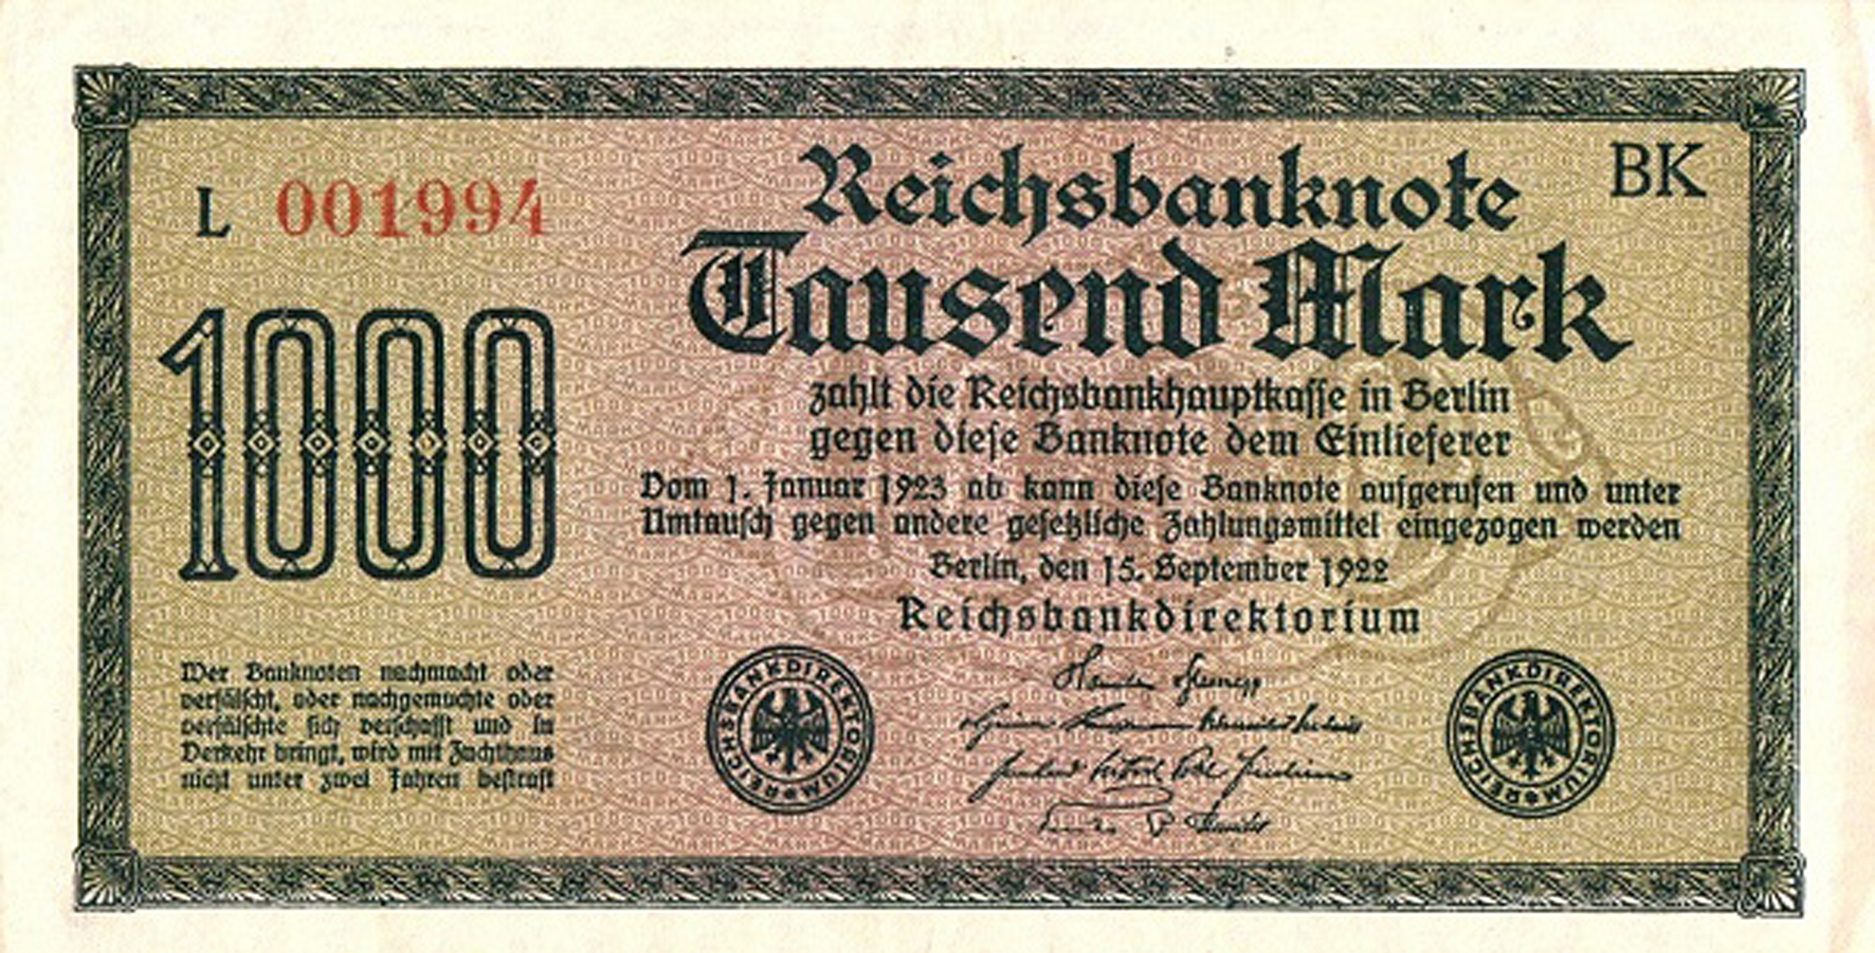 L 001994
BK
Reichsbanknote
Tausend Mark
1000
zahlt die Reichsbankhauptkasse in Berlin
gegen diese Banknote dem Einlieferer
Vom 1. Januar 1923 ab kann diese Banknote aufgerufen und unter
Umtausch gegen andere gesetzliche Zahlungsmittel eingezogen werden
Berlin, den 15. September 1922
Reichsbankdirektorium
Wer Banknoten nachmacht oder
verfälscht, oder nachgemachte oder
verfälschte sich verschafft und in
Verkehr bringt, wird mit Zuchthaus
nicht unter zwei Jahren bestraft
REICHSBANKDIREKTORIUM
REICHSBANKDIREKTORIUM